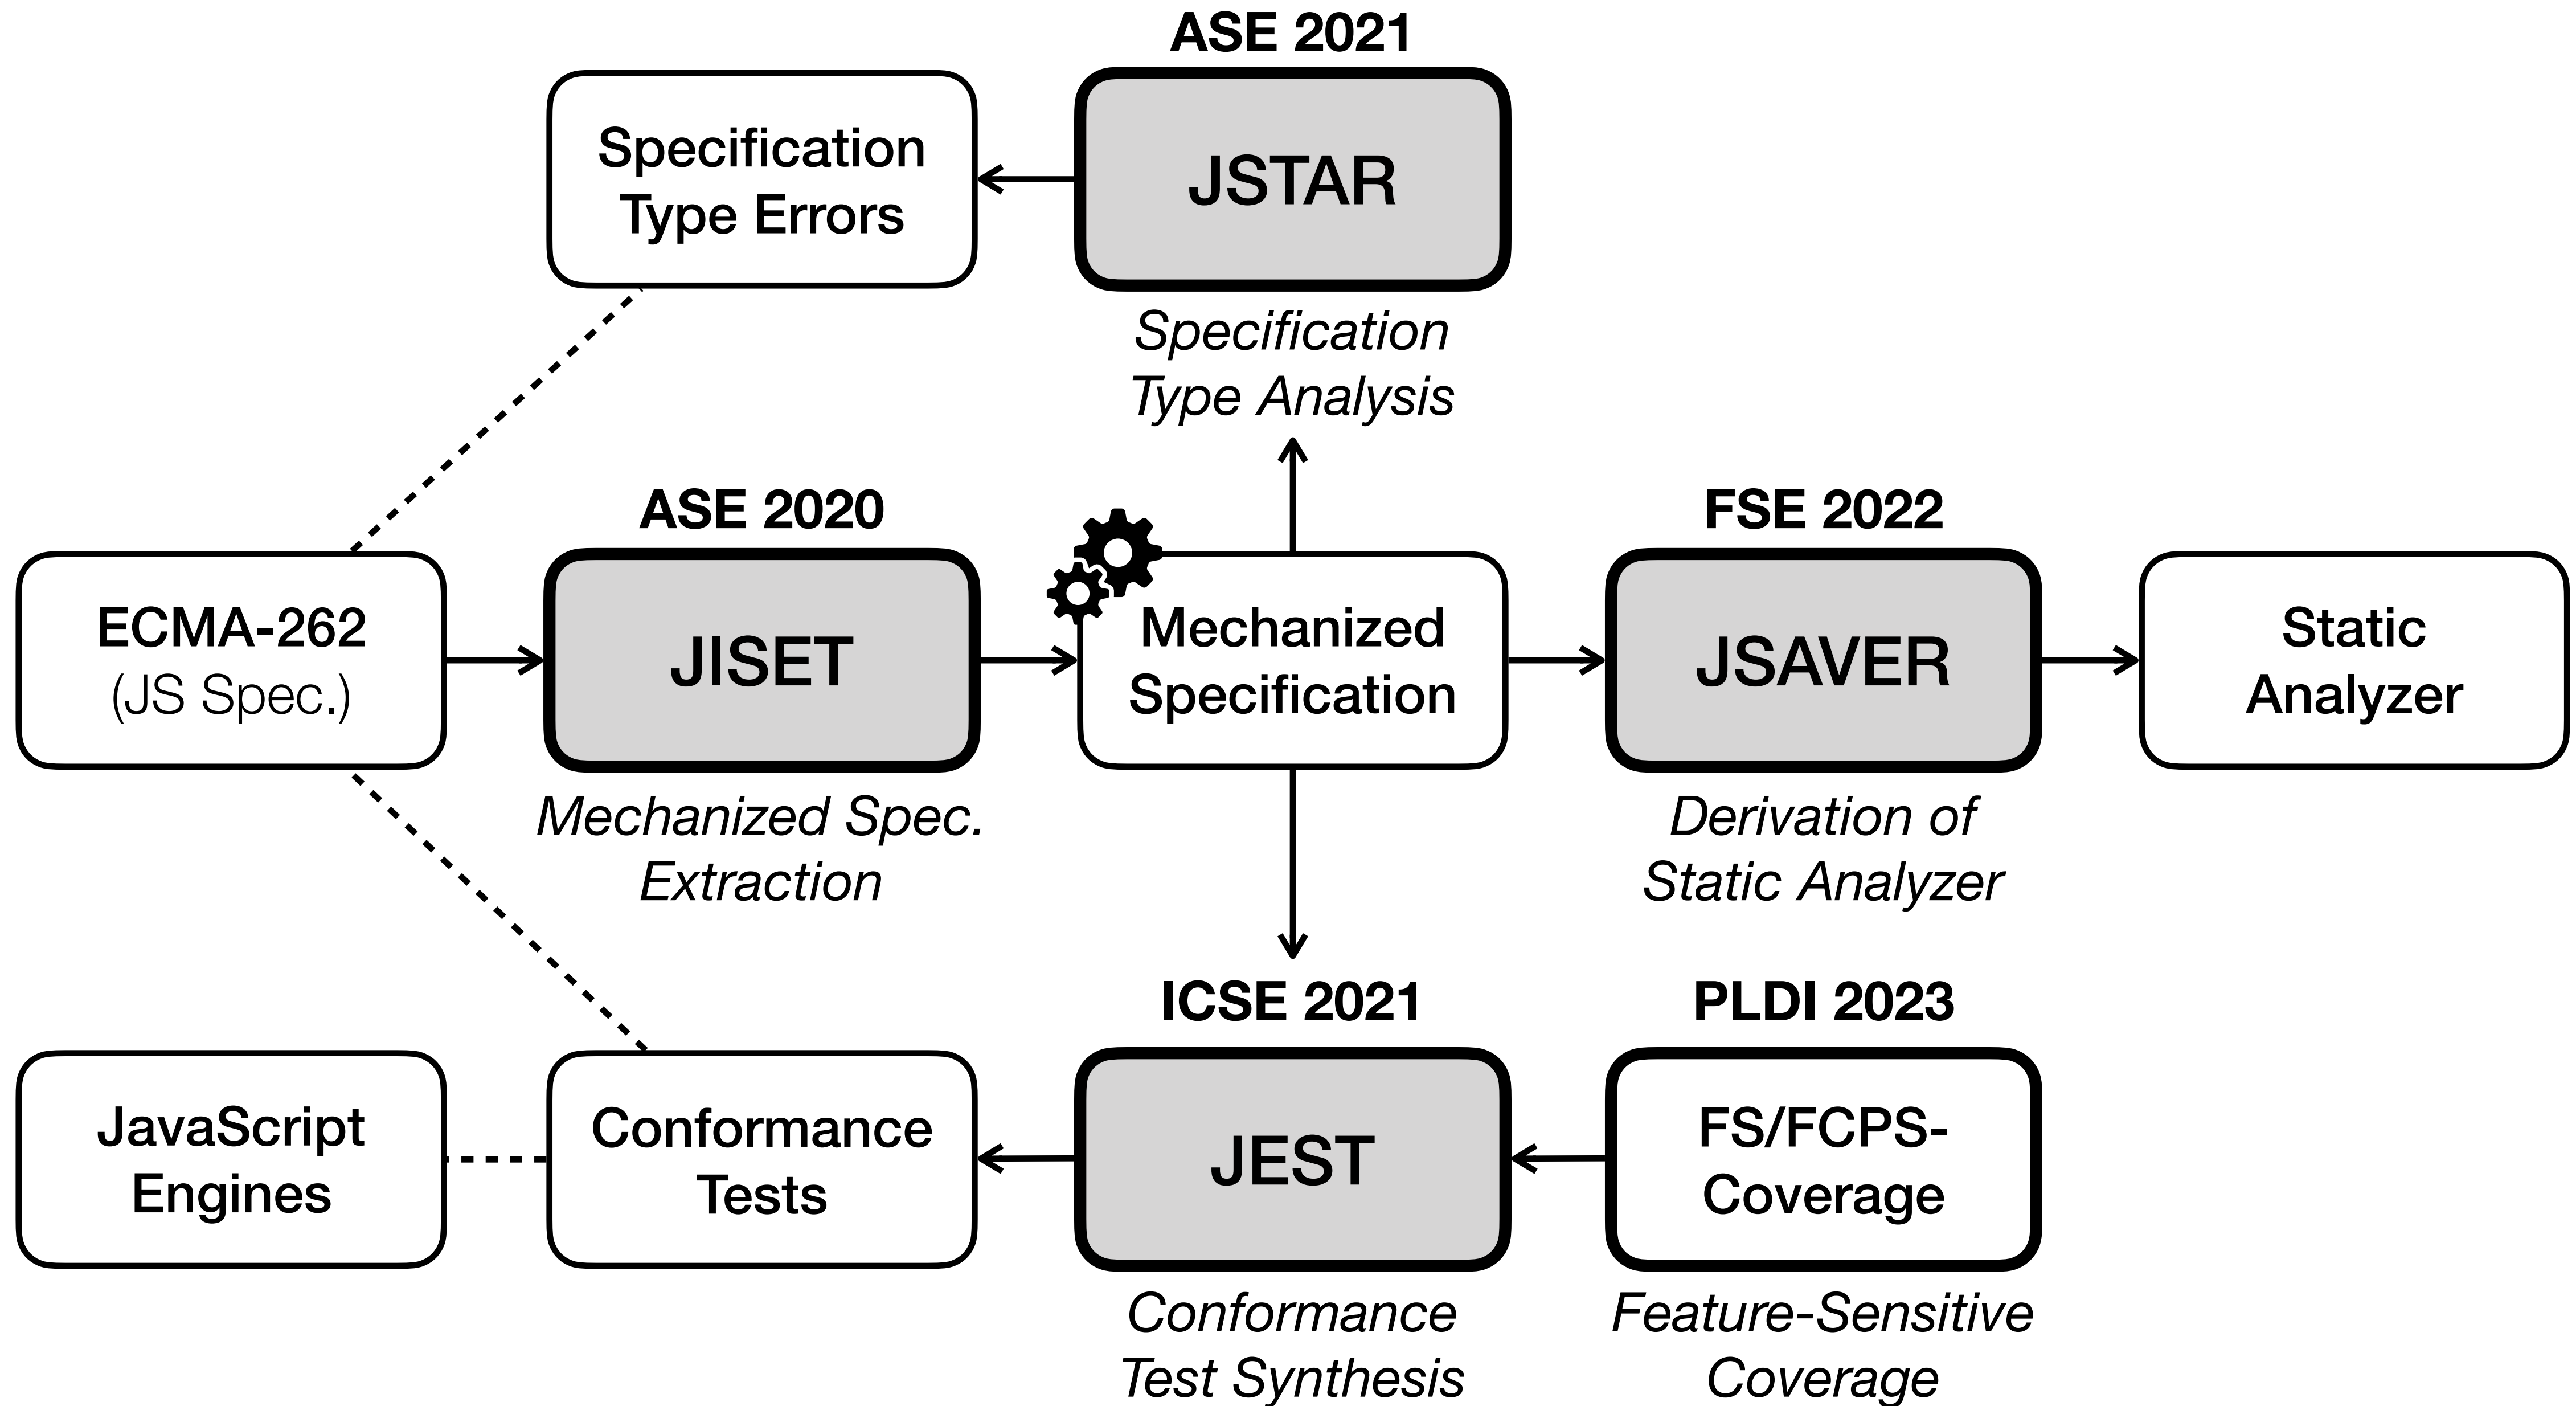 ASE 2021
Specification
Type Errors
JSTAR
Specification
Type Analysis
ASE 2020
FSE 2022
ECMA-262
(JS Spec.)
JISET
Mechanized
Specification
JSAVER
Static
Analyzer
Mechanized Spec.
Extraction
Derivation of
Static Analyzer
ICSE 2021
PLDI 2023
JavaScript
Engines
Conformance
Tests
JEST
FS/FCPS-
Coverage
Conformance
Test Synthesis
Feature-Sensitive
Coverage